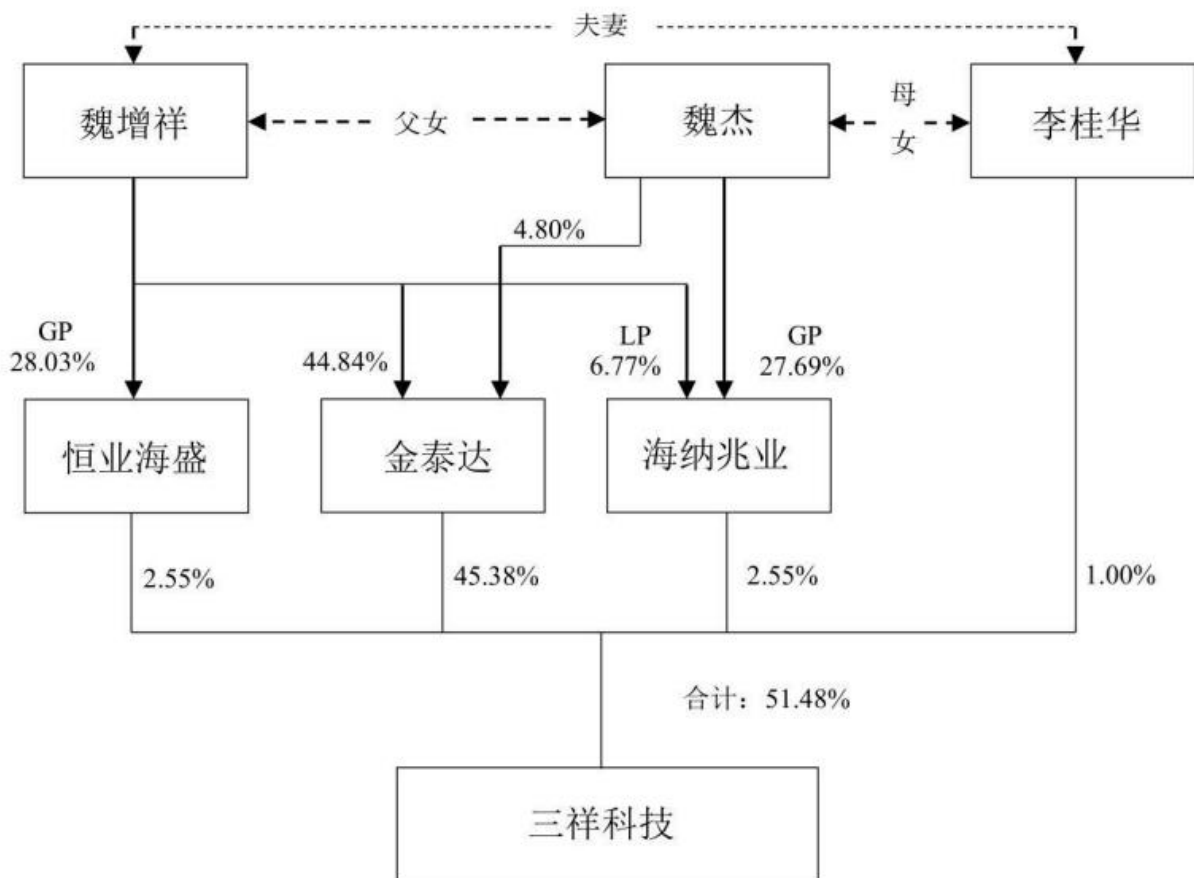 夫妻
魏增祥
父女
魏杰
母
女
李桂华
4.80%
GP
28.03%
44.84%
LP
6.77%
GP
27.69%
恒业海盛
金泰达
海纳兆业
2.55%
45.38%
2.55%
1.00%
合计：51.48%
三祥科技